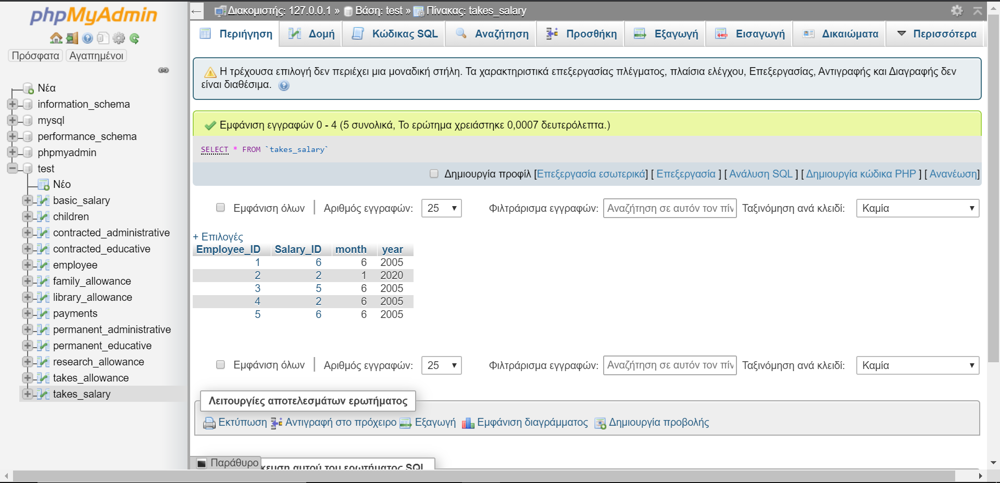 phpMyAdmin
Πρόσφατα Αγαπημένοι
Νέα
information_schema
mysql
performance_schema
phpmyadmin
test
Νέο
basic_salary
children
contracted_administrative
contracted_educative
employee
family_allowance
library_allowance
payments
permanent_administrative
permanent_educative
research_allowance
takes_allowance
takes_salary
Διακομιστής: 127.0.0.1 » Βάση: test » Πίνακας: takes_salary
Περιήγηση Δομή Κώδικας SQL Αναζήτηση Προσθήκη Εξαγωγή Εισαγωγή Δικαιώματα Περισσότερα
Η τρέχουσα επιλογή δεν περιέχει μια μοναδική στήλη. Τα χαρακτηριστικά επεξεργασίας πλέγματος, πλαίσια ελέγχου, Επεξεργασίας, Αντιγραφής και Διαγραφής δεν
είναι διαθέσιμα.
Εμφάνιση εγγραφών 0 - 4 (5 συνολικά, Το ερώτημα χρειάστηκε 0,0007 δευτερόλεπτα.)
SELECT * FROM `takes_salary`
Δημιουργία προφίλ [Επεξεργασία εσωτερικά] [ Επεξεργασία ] [ Ανάλυση SQL ] [ Δημιουργία κώδικα PHP ] [ Ανανέωση]
Εμφάνιση όλων Αριθμός εγγραφών: 25 Φιλτράρισμα εγγραφών: Αναζήτηση σε αυτόν τον πίν Ταξινόμηση ανά κλειδί: Καμία
+ Επιλογές
Employee_ID Salary_ID month year
1 6 6 2005
2 2 1 2020
3 5 6 2005
4 2 6 2005
5 6 6 2005
Εμφάνιση όλων Αριθμός εγγραφών: 25 Φιλτράρισμα εγγραφών: Αναζήτηση σε αυτόν τον πίν Ταξινόμηση ανά κλειδί: Καμία
Λειτουργίες αποτελεσμάτων ερωτήματος
Εκτύπωση Αντιγραφή στο πρόχειρο Εξαγωγή Εμφάνιση διαγράμματος Δημιουργία προβολής
Παράθυρο κευση αυτού του ερωτήματος SQL